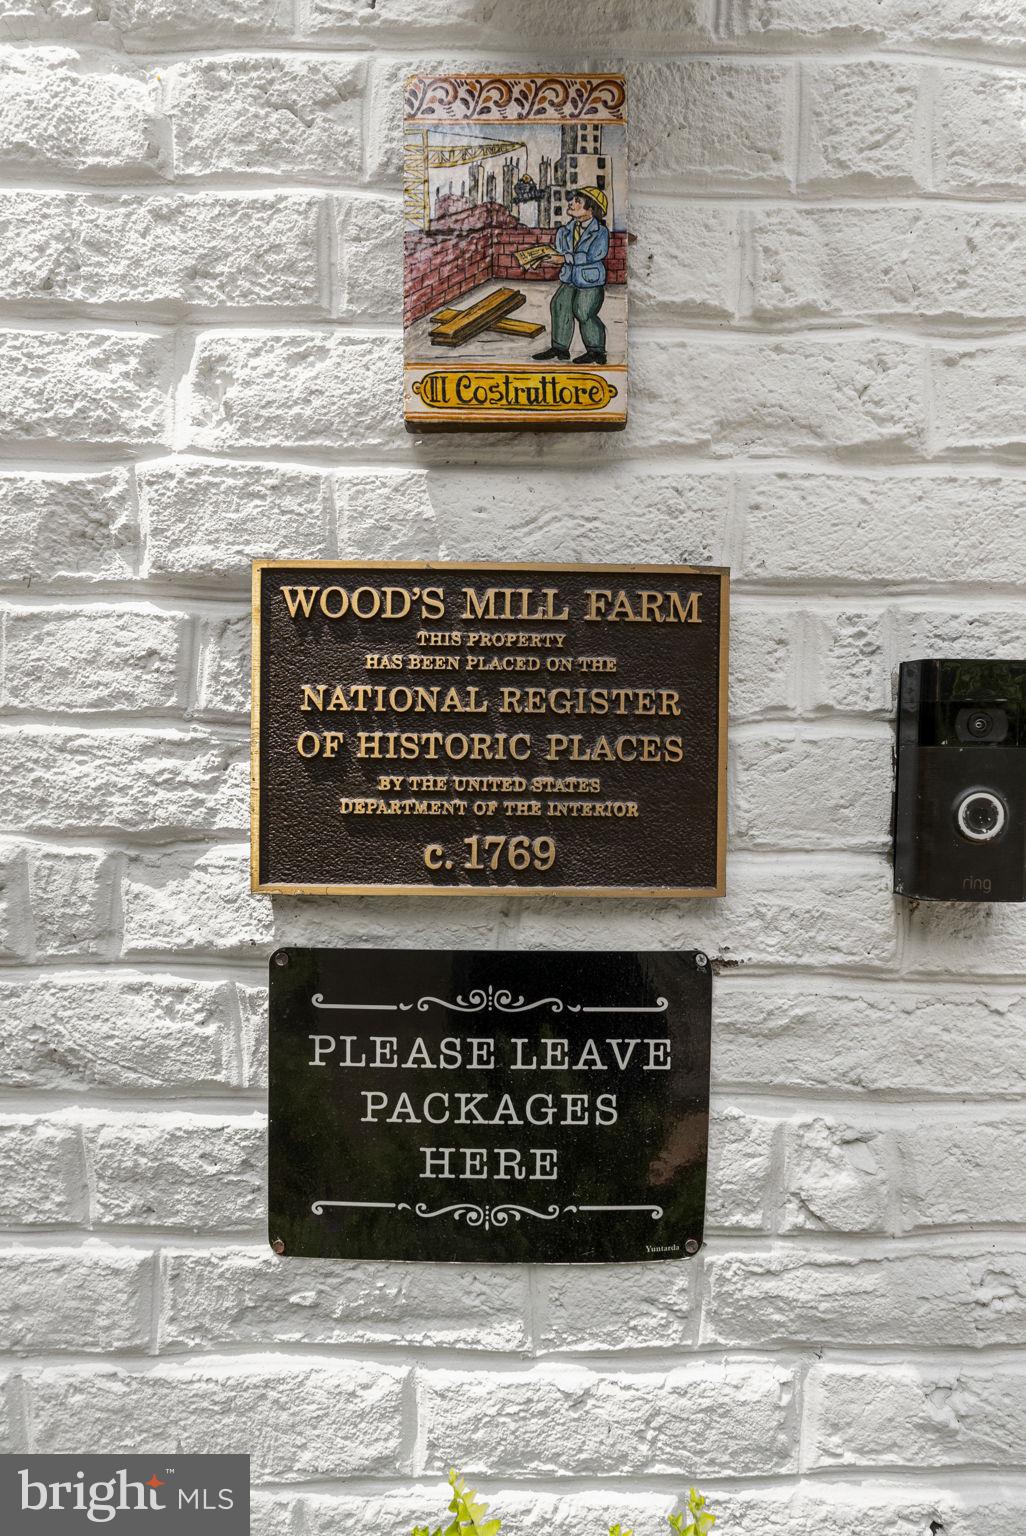 Il Costruttore
WOOD'S MILL FARM
THIS PROPERTY
HAS BEEN PLACED ON THE
NATIONAL REGISTER
OF HISTORIC PLACES
BY THE UNITED STATES
DEPARTMENT OF THE INTERIOR
c. 1769
ring
PLEASE LEAVE
PACKAGES
HERE
Yuntarda
bright™ MLS